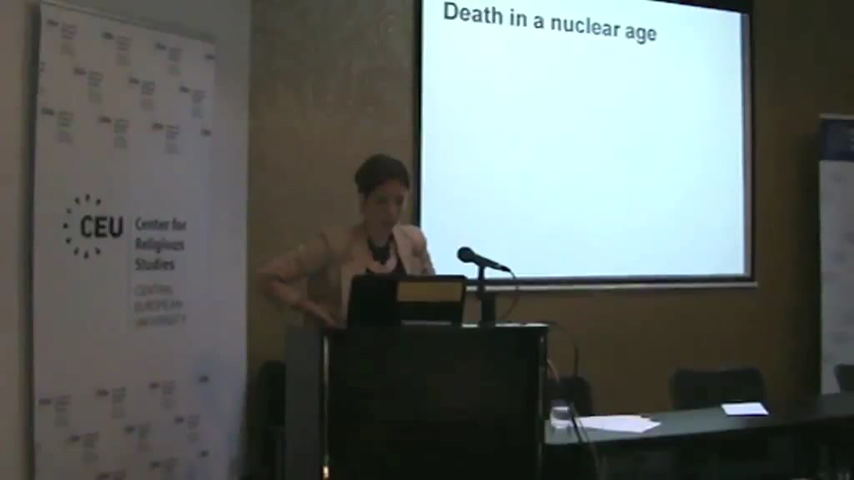 Death in a nuclear age
CEU
Center for
Religious
Studies
CENTRAL
EUROPEAN
UNIVERSITY